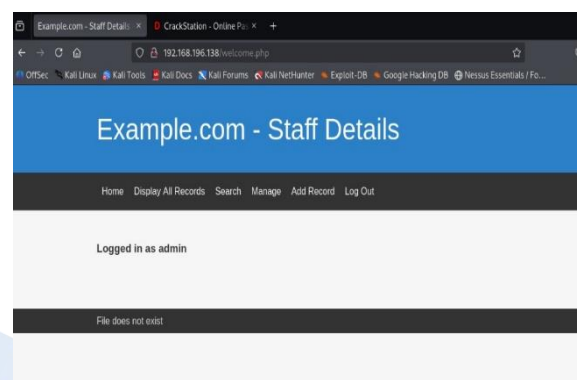 Example.com - Staff Details × CrackStation - Online Pas × +
192.168.196.138/welcome.php
OffSec Kali Linux Kali Tools Kali Docs Kali Forums Kali NetHunter Exploit-DB Google Hacking DB Nessus Essentials / Fo...
Example.com - Staff Details
Home Display All Records Search Manage Add Record Log Out
Logged in as admin
File does not exist